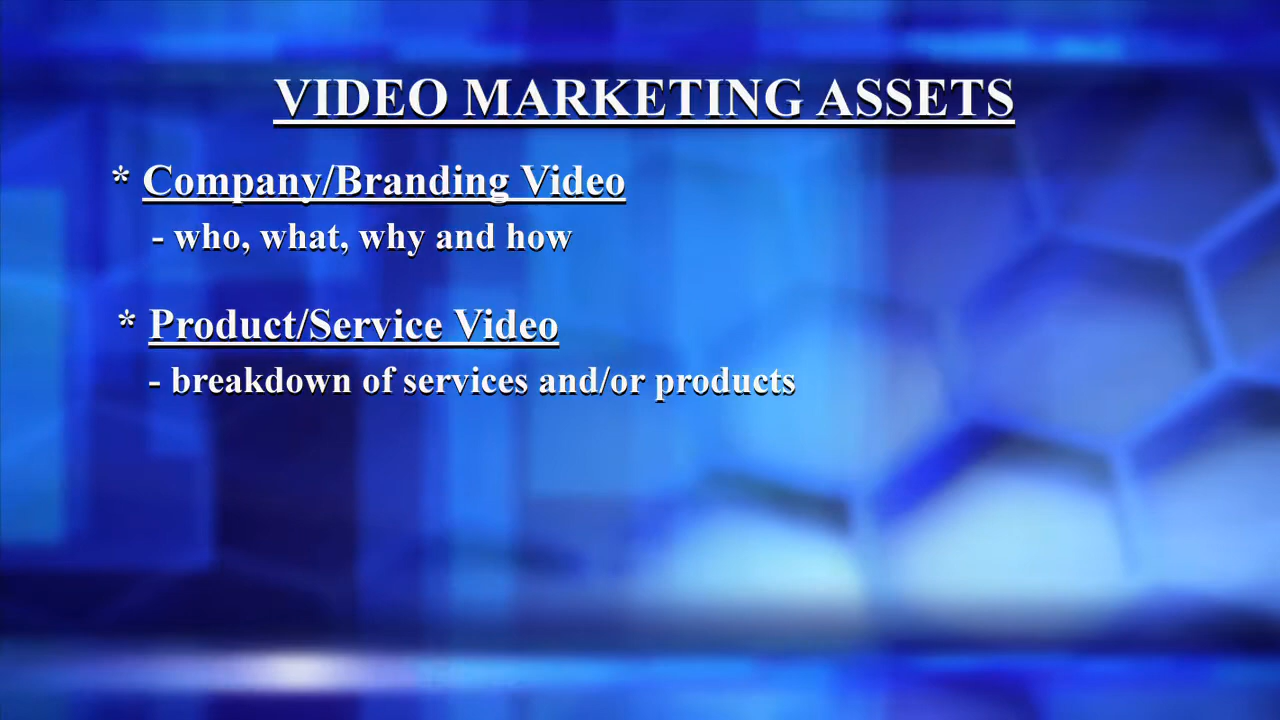 VIDEO MARKETING ASSETS
* Company/Branding Video
- who, what, why and how
* Product/Service Video
- breakdown of services and/or products